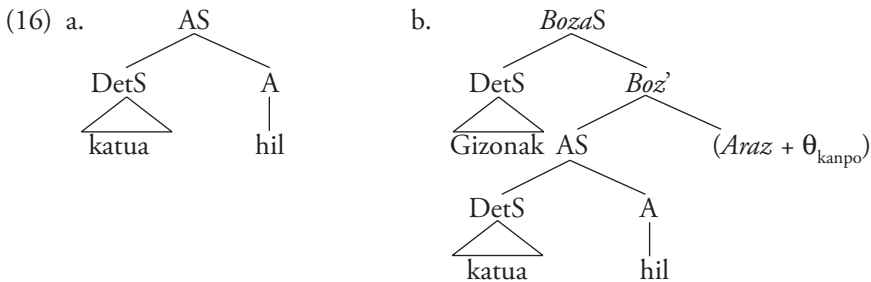 (16) a. AS b. BozaS
DetS A DetS Boz’
katua hil Gizonak AS (Araz + θkanpo)
DetS A
katua hil